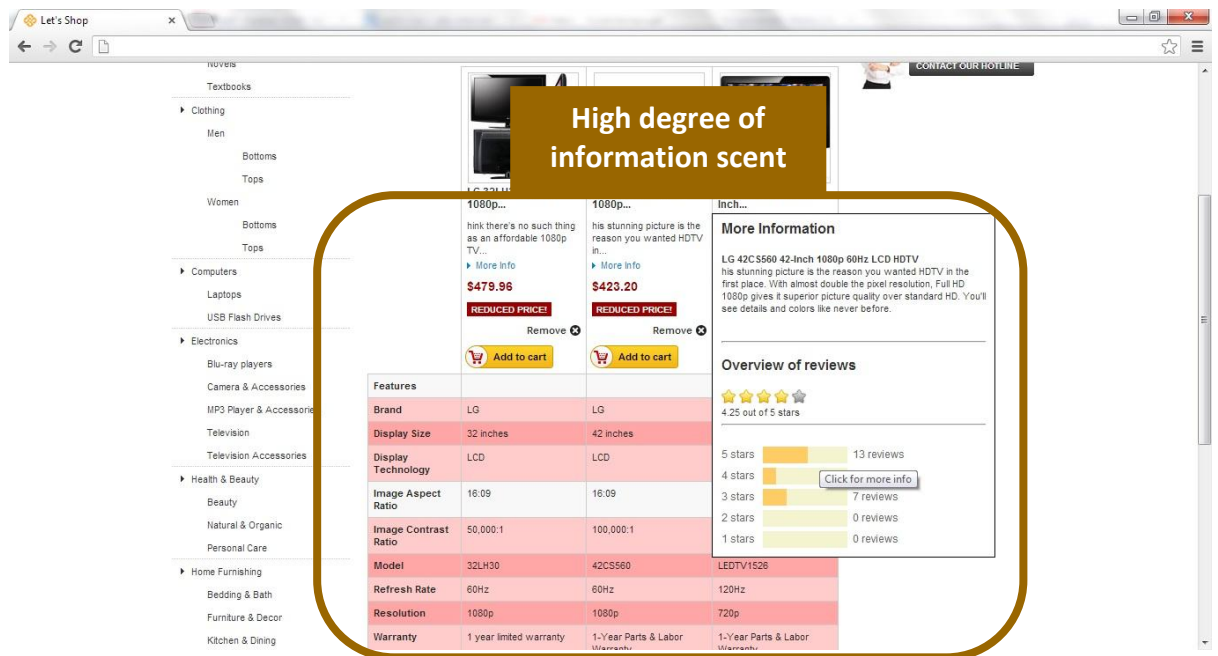 Let's Shop
Novels
Textbooks
Clothing
Men
Bottoms
Tops
Women
Bottoms
Tops
Computers
Laptops
USB Flash Drives
Electronics
Blu-ray players
Camera & Accessories
MP3 Player & Accessorie
Television
Television Accessories
Health & Beauty
Beauty
Natural & Organic
Personal Care
Home Furnishing
Bedding & Bath
Furniture & Decor
Kitchen & Dining
CONTACT OUR HOTLINE
High degree of
information scent
1080p...
hink there's no such thing
as an affordable 1080p
TV...
More Info
$479.96
REDUCED PRICE!
Remove
Add to cart
1080p...
his stunning picture is the
reason you wanted HDTV
in...
More Info
$423.20
REDUCED PRICE!
Remove
Add to cart
Inch...
More Information
LG 42CS560 42-Inch 1080p 60Hz LCD HDTV
his stunning picture is the reason you wanted HDTV in the
first place. With almost double the pixel resolution, Full HD
1080p gives it superior picture quality over standard HD. You'll
see details and colors like never before.
Overview of reviews
4.25 out of 5 stars
5 stars 13 reviews
4 stars
Click for more info
3 stars 7 reviews
2 stars 0 reviews
1 stars 0 reviews
Features
Brand LG LG
Display Size 32 inches 42 inches
Display
Technology LCD LCD
Image Aspect
Ratio 16:09 16:09
Image Contrast
Ratio 50,000:1 100,000:1
Model 32LH30 42CS560 LEDTV1526
Refresh Rate 60Hz 60Hz 120Hz
Resolution 1080p 1080p 720p
Warranty 1 year limited warranty 1-Year Parts & Labor 1-Year Parts & Labor
Warranty Warranty